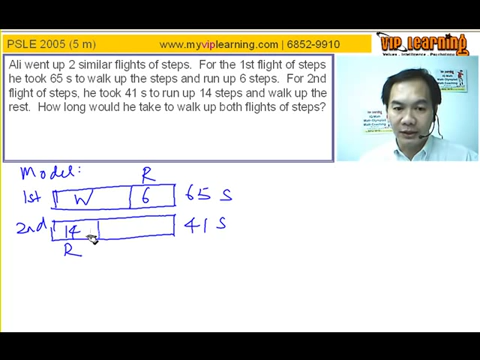 PSLE 2005 (5 m)
www.myviplearning.com | 6852-9910
VIP Learning
Ali went up 2 similar flights of steps. For the 1st flight of steps
he took 65 s to walk up the steps and run up 6 steps. For 2nd
flight of steps, he took 41 s to run up 14 steps and walk up the
rest. How long would he take to walk up both flights of steps?
Model:
R
1st W 6 65 s
2nd 14 41 s
R